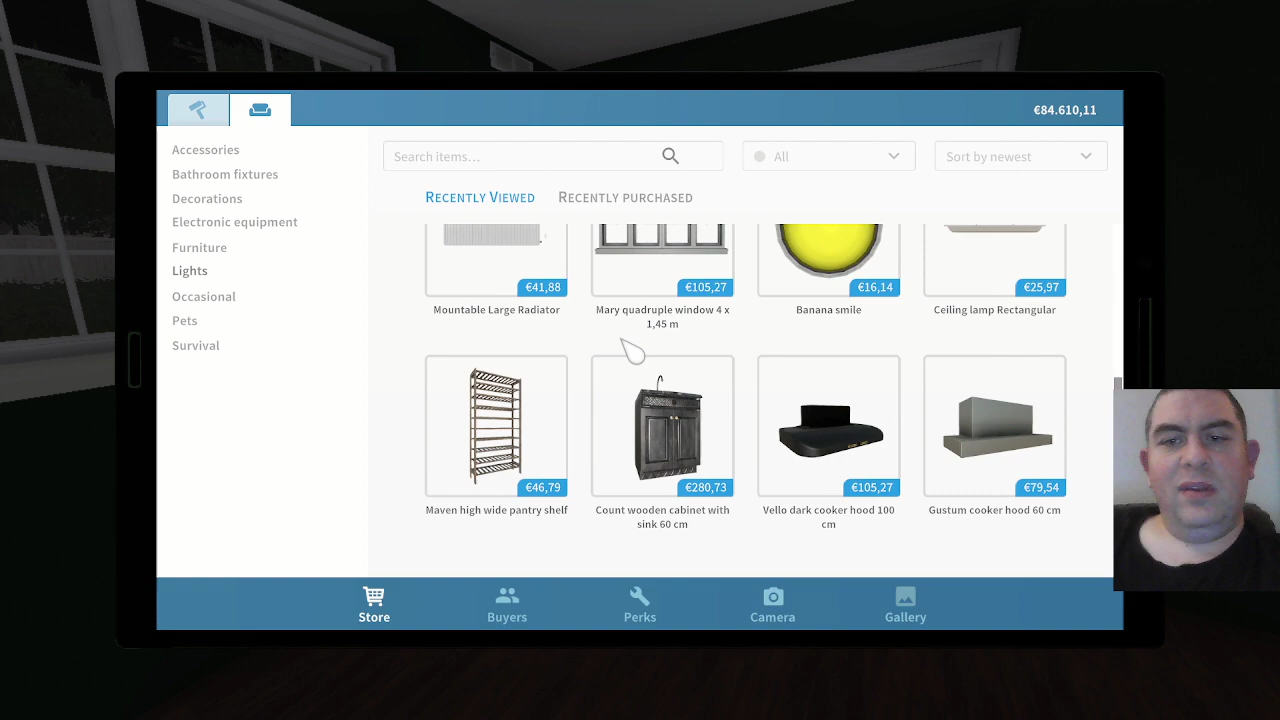 €84.610,11
Accessories
Bathroom fixtures
Decorations
Electronic equipment
Furniture
Lights
Occasional
Pets
Survival
Search items...
All
Sort by newest
RECENTLY VIEWED
RECENTLY PURCHASED
€41,88
€105,27
€16,14
€25,97
Mountable Large Radiator
Mary quadruple window 4 x
1,45 m
Banana smile
Ceiling lamp Rectangular
€46,79
€280,73
€105,27
€79,54
Maven high wide pantry shelf
Count wooden cabinet with
sink 60 cm
Vello dark cooker hood 100
cm
Gustum cooker hood 60 cm
Store
Buyers
Perks
Camera
Gallery